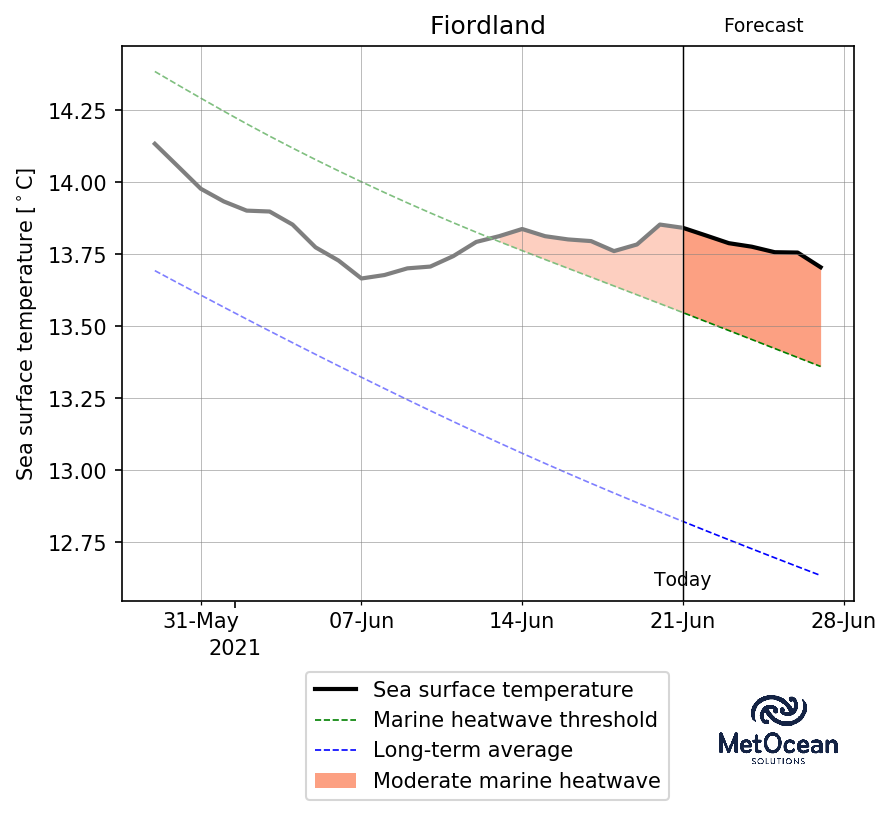 Fiordland
Forecast
Sea surface temperature [°C]
14.25
14.00
13.75
13.50
13.25
13.00
12.75
Today
31-May
07-Jun
14-Jun
21-Jun
28-Jun
2021
Sea surface temperature
Marine heatwave threshold
Long-term average
Moderate marine heatwave
MetOcean
SOLUTIONS